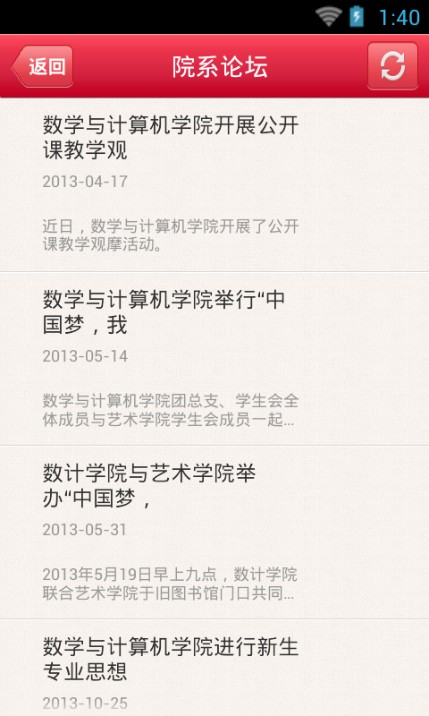 1:40
返回
院系论坛
数学与计算机学院开展公开
课教学观
2013-04-17
近日，数学与计算机学院开展了公开
课教学观摩活动。
数学与计算机学院举行“中
国梦，我
2013-05-14
数学与计算机学院团总支、学生会全
体成员与艺术学院学生会成员一起...
数计学院与艺术学院举
办“中国梦，
2013-05-31
2013年5月19日早上九点，数计学院
联合艺术学院于旧图书馆门口共同...
数学与计算机学院进行新生
专业思想
2013-10-25